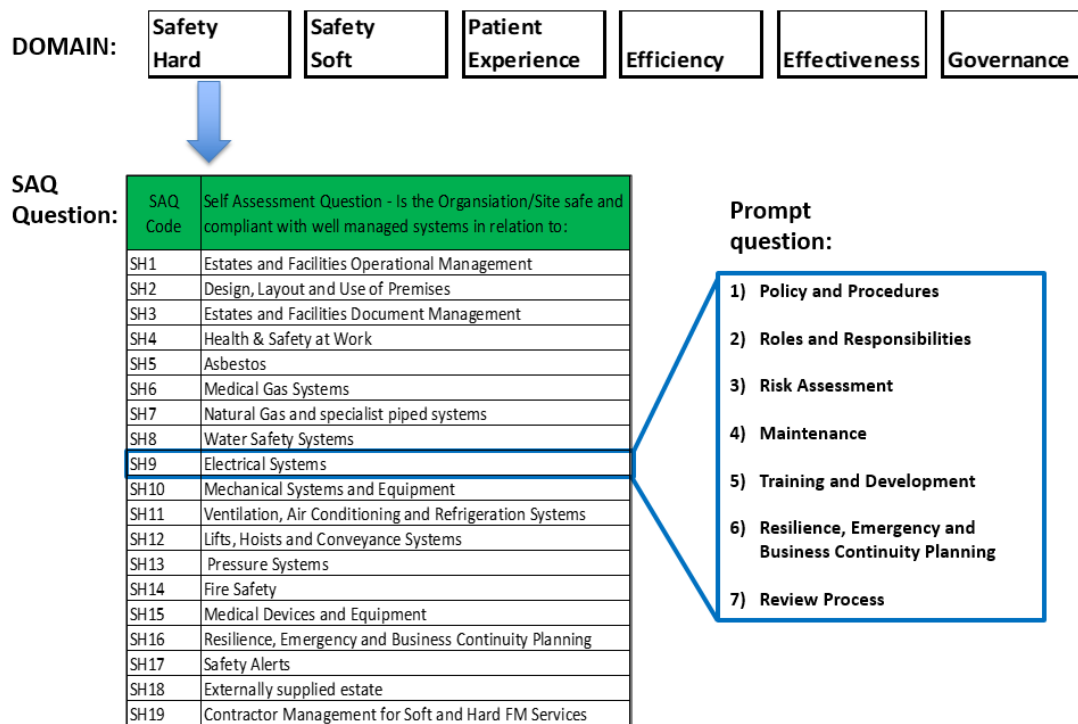 DOMAIN:
Safety
Hard
Safety
Soft
Patient
Experience
Efficiency
Effectiveness
Governance
SAQ
Question:
SAQ
Code
Self Assessment Question - Is the Organsiation/Site safe and
compliant with well managed systems in relation to:
SH1 Estates and Facilities Operational Management
SH2 Design, Layout and Use of Premises
SH3 Estates and Facilities Document Management
SH4 Health & Safety at Work
SH5 Asbestos
SH6 Medical Gas Systems
SH7 Natural Gas and specialist piped systems
SH8 Water Safety Systems
SH9 Electrical Systems
SH10 Mechanical Systems and Equipment
SH11 Ventilation, Air Conditioning and Refrigeration Systems
SH12 Lifts, Hoists and Conveyance Systems
SH13 Pressure Systems
SH14 Fire Safety
SH15 Medical Devices and Equipment
SH16 Resilience, Emergency and Business Continuity Planning
SH17 Safety Alerts
SH18 Externally supplied estate
SH19 Contractor Management for Soft and Hard FM Services
Prompt
question:
1) Policy and Procedures
2) Roles and Responsibilities
3) Risk Assessment
4) Maintenance
5) Training and Development
6) Resilience, Emergency and
Business Continuity Planning
7) Review Process